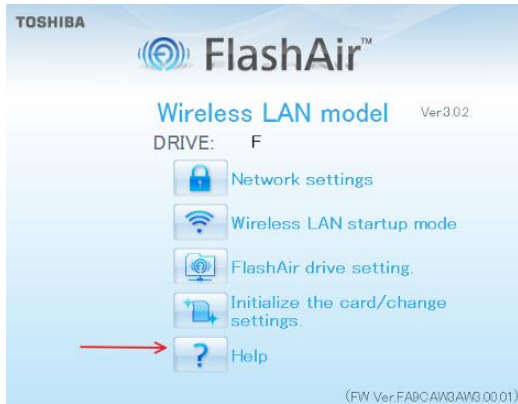 TOSHIBA
FlashAir™
Wireless LAN model Ver3.02
DRIVE: F
Network settings
Wireless LAN startup mode
FlashAir drive setting.
Initialize the card/change
settings.
? Help
(FW Ver.FA9CAW3AW3.00.01)